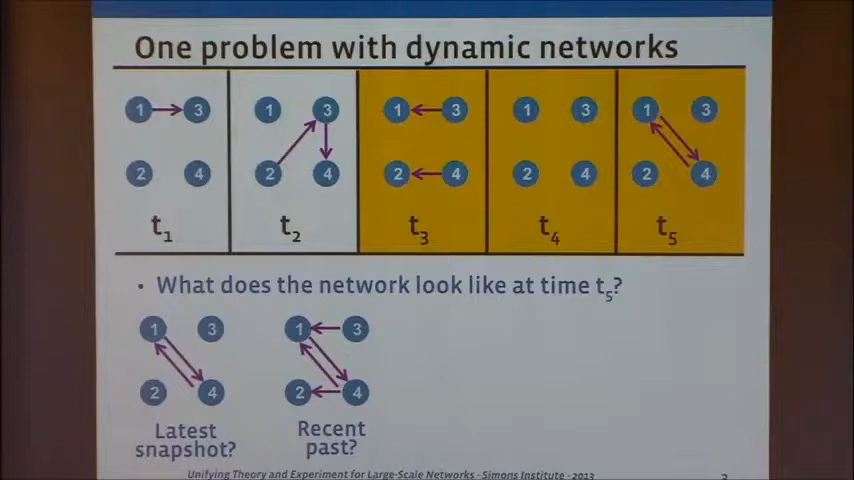 One problem with dynamic networks
1 3 1 3 1 3 1 3 1 3
2 4 2 4 2 4 2 4 2 4
t1 t2 t3 t4 t5
• What does the network look like at time t5?
1 3 1 3
2 4 2 4
Latest Recent
snapshot? past?
Unifying Theory and Experiment for Large-Scale Networks - Simons Institute - 2013